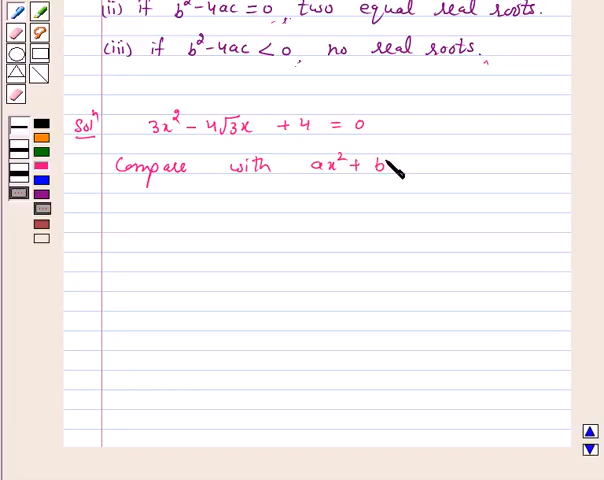 (ii) if b²-4ac = 0, two equal real roots.
(iii) if b²-4ac < 0, no real roots.
Solⁿ 3x² - 4√3x + 4 = 0
Compare with ax² + b